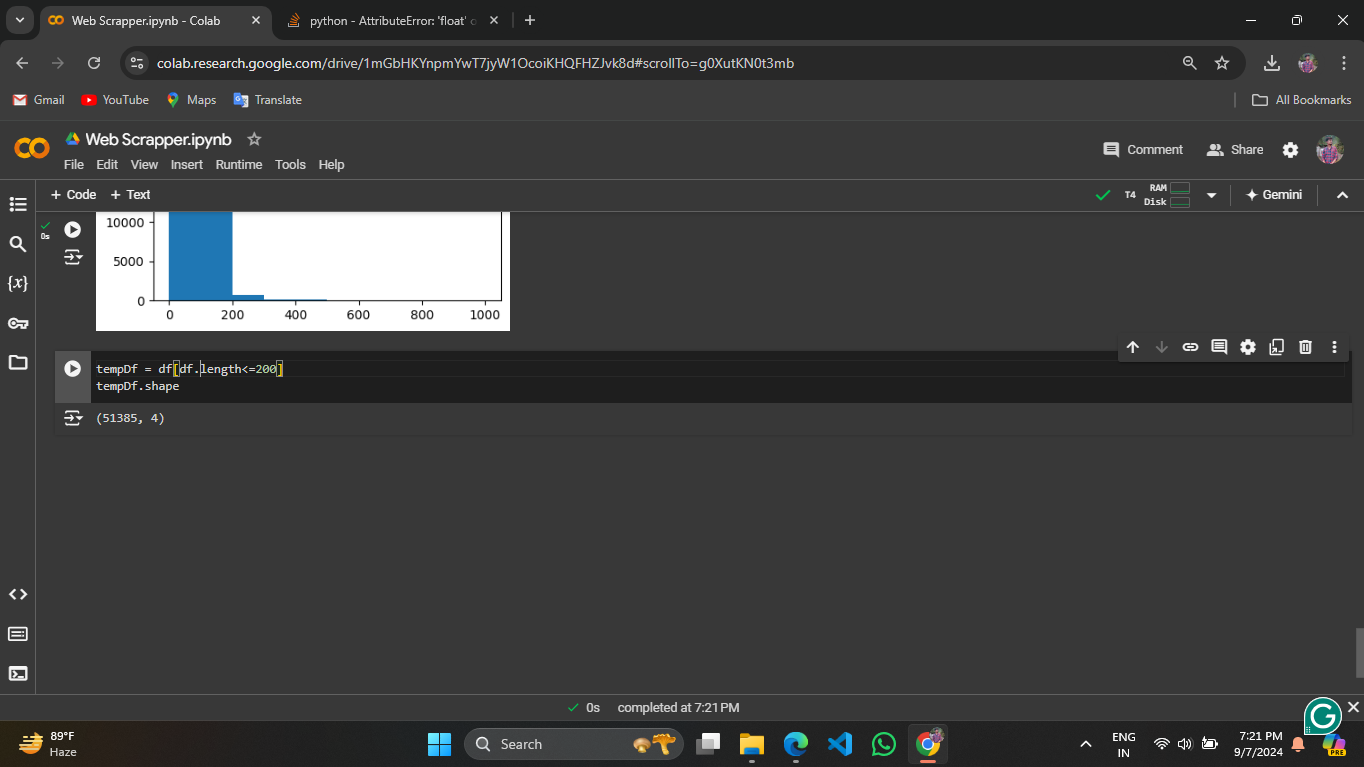 Web Scrapper.ipynb - Colab
python - AttributeError: 'float' o
colab.research.google.com/drive/1mGbHKYnpmYwT7jyW1OcoiKHQFHZJvk8d#scrollTo=g0XutKN0t3mb
Gmail YouTube Maps Translate All Bookmarks
Web Scrapper.ipynb
Comment Share
File Edit View Insert Runtime Tools Help
+ Code + Text
T4 RAM
Disk
Gemini
0s
{x}
10000
5000
0
0 200 400 600 800 1000
tempDf = df[df.length<=200]
tempDf.shape
(51385, 4)
0s completed at 7:21 PM
89°F
Haze
Search
ENG
IN
7:21 PM
9/7/2024
PRE